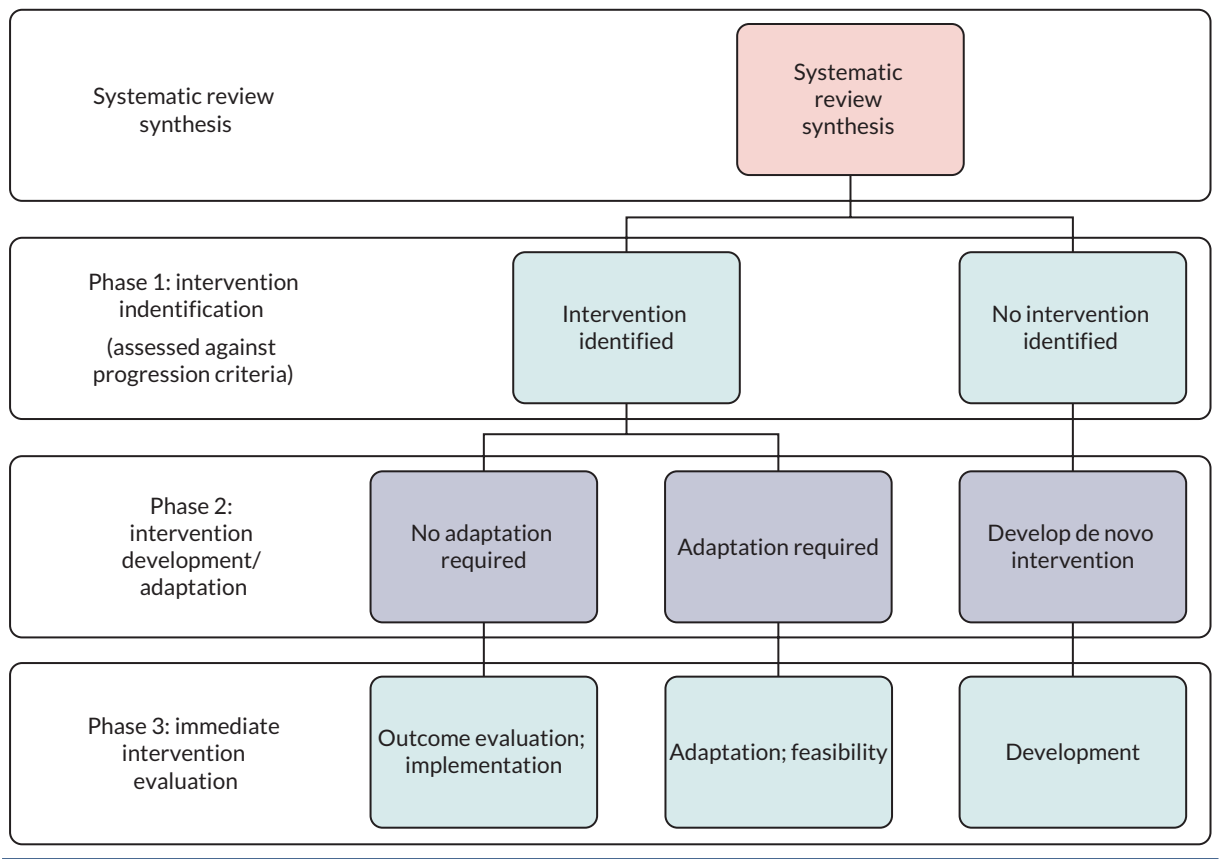 Systematic review
synthesis
Systematic
review
synthesis
Phase 1: intervention
indentification
(assessed against
progression criteria)
Intervention
identified
No intervention
identified
Phase 2:
intervention
development/
adaptation
No adaptation
required
Adaptation required
Develop de novo
intervention
Phase 3: immediate
intervention
evaluation
Outcome evaluation;
implementation
Adaptation; feasibility
Development